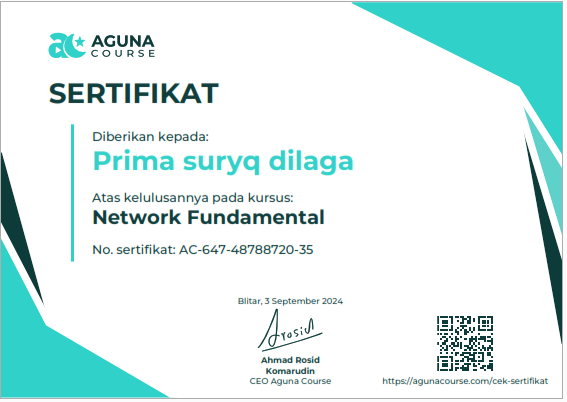 AGUNA
COURSE
SERTIFIKAT
Diberikan kepada:
Prima suryq dilaga
Atas kelulusannya pada kursus:
Network Fundamental
No. sertifikat: AC-647-48788720-35
Blitar, 3 September 2024
Arosid
Ahmad Rosid
Komarudin
CEO Aguna Course
https://agunacourse.com/cek-sertifikat